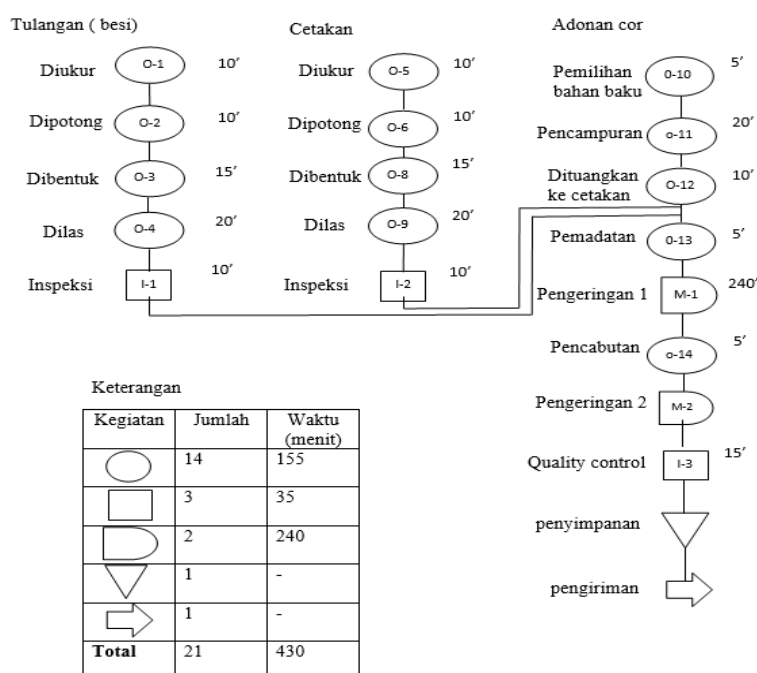 Tulangan ( besi)
Diukur O-1 10'
Dipotong O-2 10'
Dibentuk O-3 15'
Dilas O-4 20'
Inspeksi I-1 10'
Cetakan
Diukur O-5 10'
Dipotong O-6 10'
Dibentuk O-8 15'
Dilas O-9 20'
Inspeksi I-2 10'
Adonan cor
Pemilihan
bahan baku 0-10 5'
Pencampuran o-11 20'
Dituangkan
ke cetakan O-12 10'
Pemadatan 0-13 5'
Pengeringan 1 M-1 240'
Pencabutan o-14 5'
Pengeringan 2 M-2
Quality control I-3 15'
penyimpanan
pengiriman
Keterangan
Kegiatan Jumlah Waktu
(menit)
14 155
3 35
2 240
1 -
1 -
Total 21 430